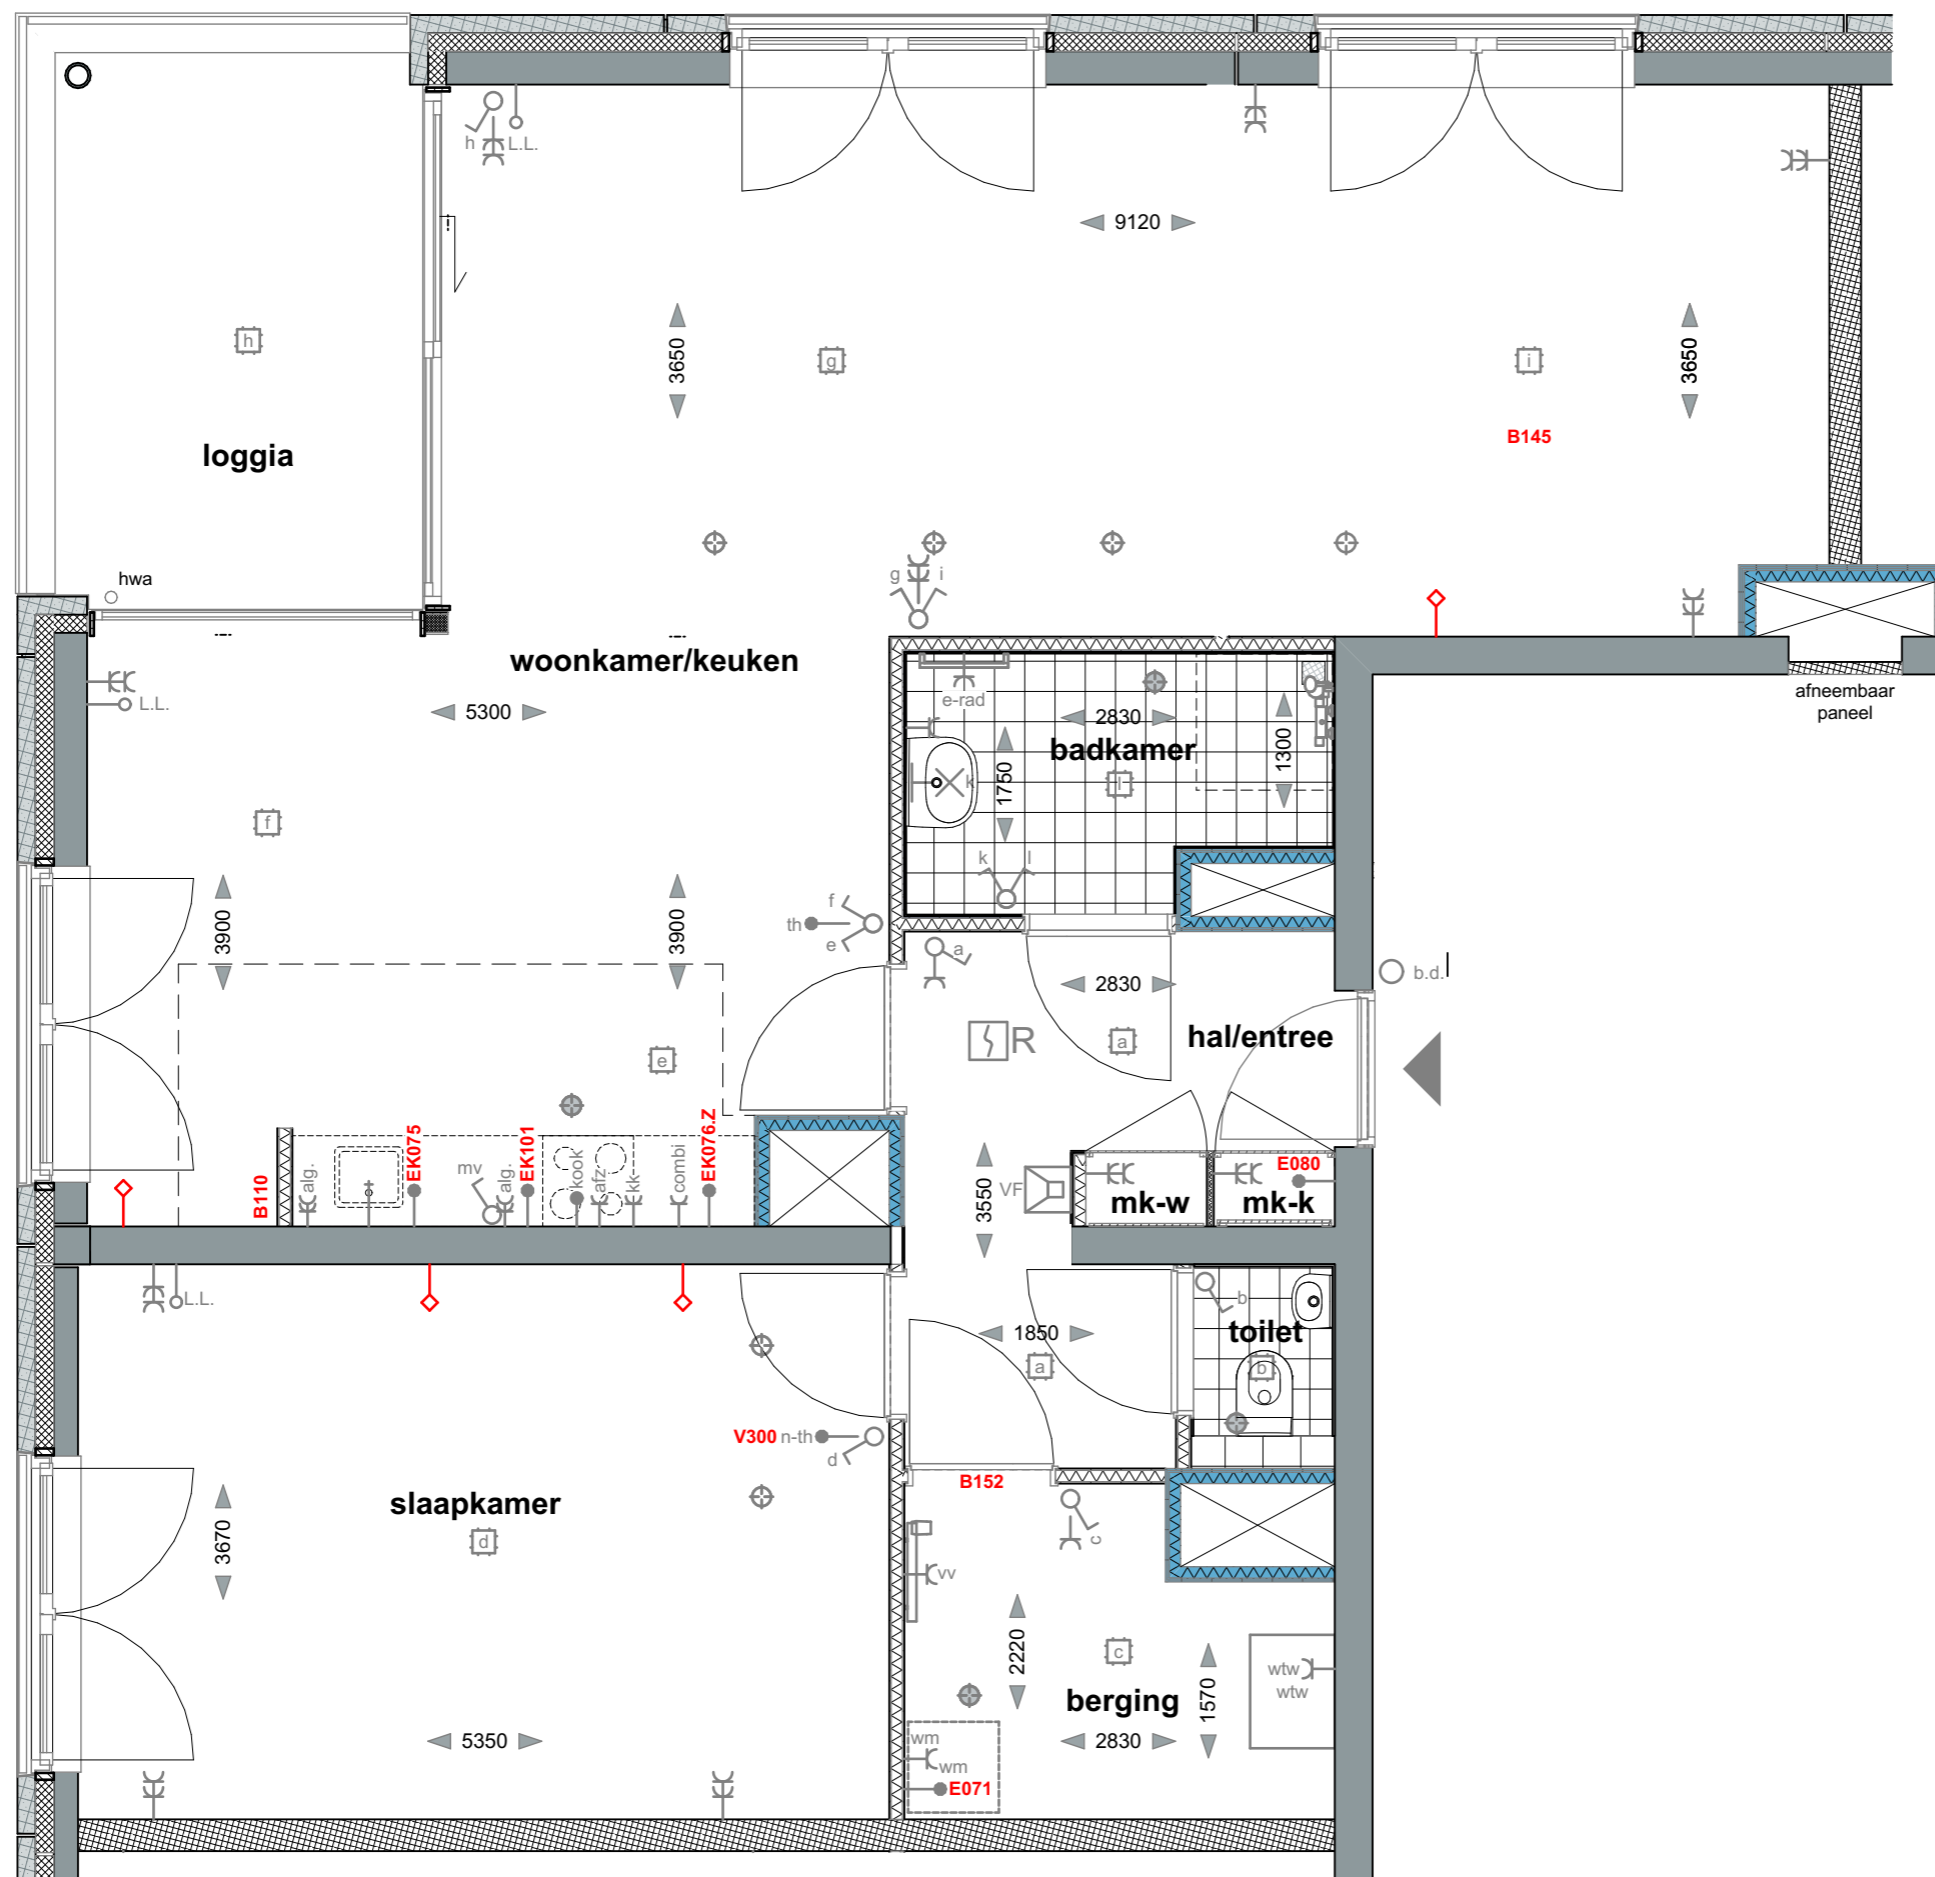 h
L.L.
9120
3650
3650
h
g
i
loggia
B145
hwa
g
i
woonkamer/keuken
L.L.
5300
e-rad
2830
badkamer
1300
1750
k
afneembaar
paneel
f
k
l
3900
3900
f
th
e
a
2830
b.d.
R
a
hal/entree
e
B110
alg.
EK075
mv
alg.
EK101
kook
afz
kk
combi
EK076.Z
3550
VF
E080
mk-w
mk-k
L.L.
b
1850
toilet
a
b
V300 n-th
d
B152
slaapkamer
d
3670
c
vv
2220
c
wtw
wtw
berging
1570
5350
2830
wm
wm
E071